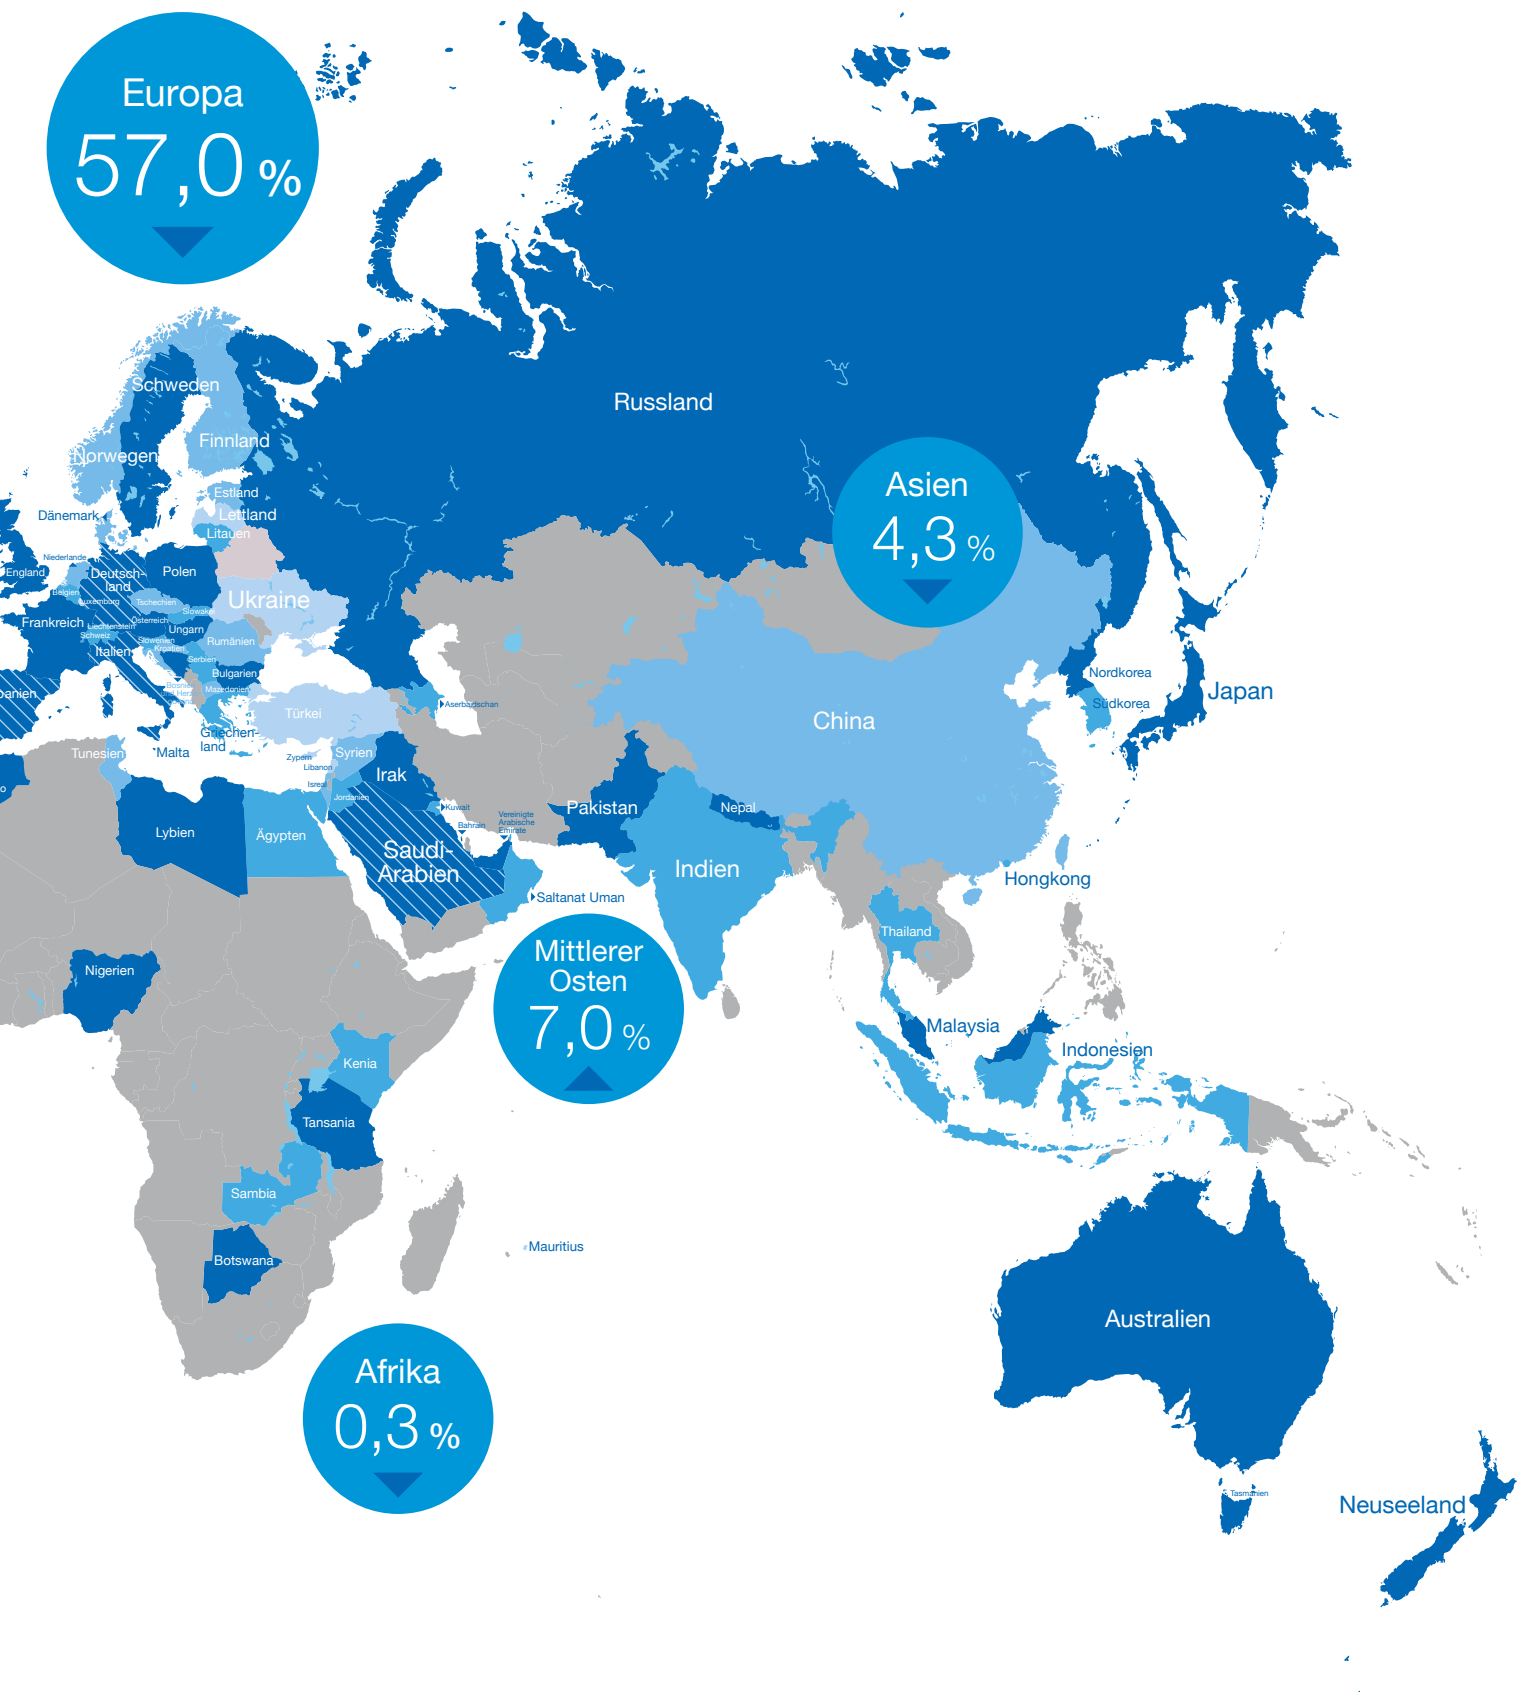 Europa
57,0 %
Russland
Schweden
Finnland
Norwegen
Estland
Lettland
Dänemark
Litauen
Niederlande
England
Deutsch-
land
Polen
Belgien
Luxemburg
Tschechien
Ukraine
Slowakei
Frankreich
Österreich
Liechtenstein
Ungarn
Schweiz
Slowenien
Rumänien
Kroatien
Italien
Serbien
Bulgarien
Mazedonien
anien
Türkei
Aserbaidschan
Griechen-
land
Malta
Tunesien
Zypern
Syrien
Libanon
Irak
Isreal
Jordanien
Kuwait
Bahrain
Vereinigte
Arabische
Emirate
Asien
4,3 %
Nordkorea
Südkorea
Japan
China
Pakistan
Nepal
Indien
Hongkong
Lybien
Ägypten
Saudi-
Arabien
Saltanat Uman
Thailand
Mittlerer
Osten
7,0 %
Nigerien
Malaysia
Indonesien
Kenia
Tansania
Sambia
Botswana
Mauritius
Australien
Afrika
0,3 %
Tasmanien
Neuseeland